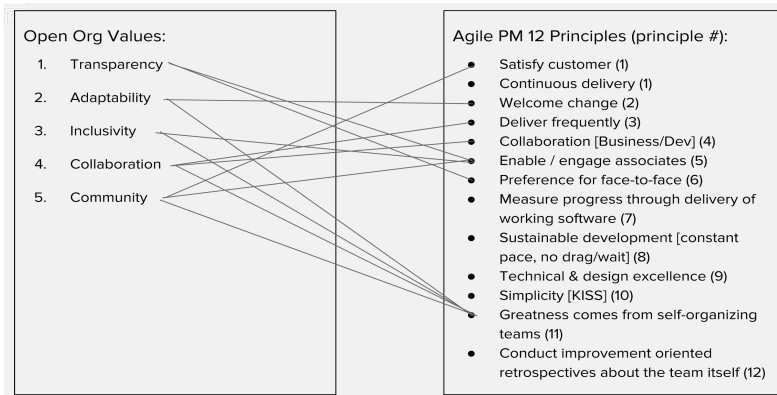 Open Org Values:
1. Transparency
2. Adaptability
3. Inclusivity
4. Collaboration
5. Community
Agile PM 12 Principles (principle #):
● Satisfy customer (1)
● Continuous delivery (1)
● Welcome change (2)
● Deliver frequently (3)
● Collaboration [Business/Dev] (4)
● Enable / engage associates (5)
● Preference for face-to-face (6)
● Measure progress through delivery of
working software (7)
● Sustainable development [constant
pace, no drag/wait] (8)
● Technical & design excellence (9)
● Simplicity [KISS] (10)
● Greatness comes from self-organizing
teams (11)
● Conduct improvement oriented
retrospectives about the team itself (12)